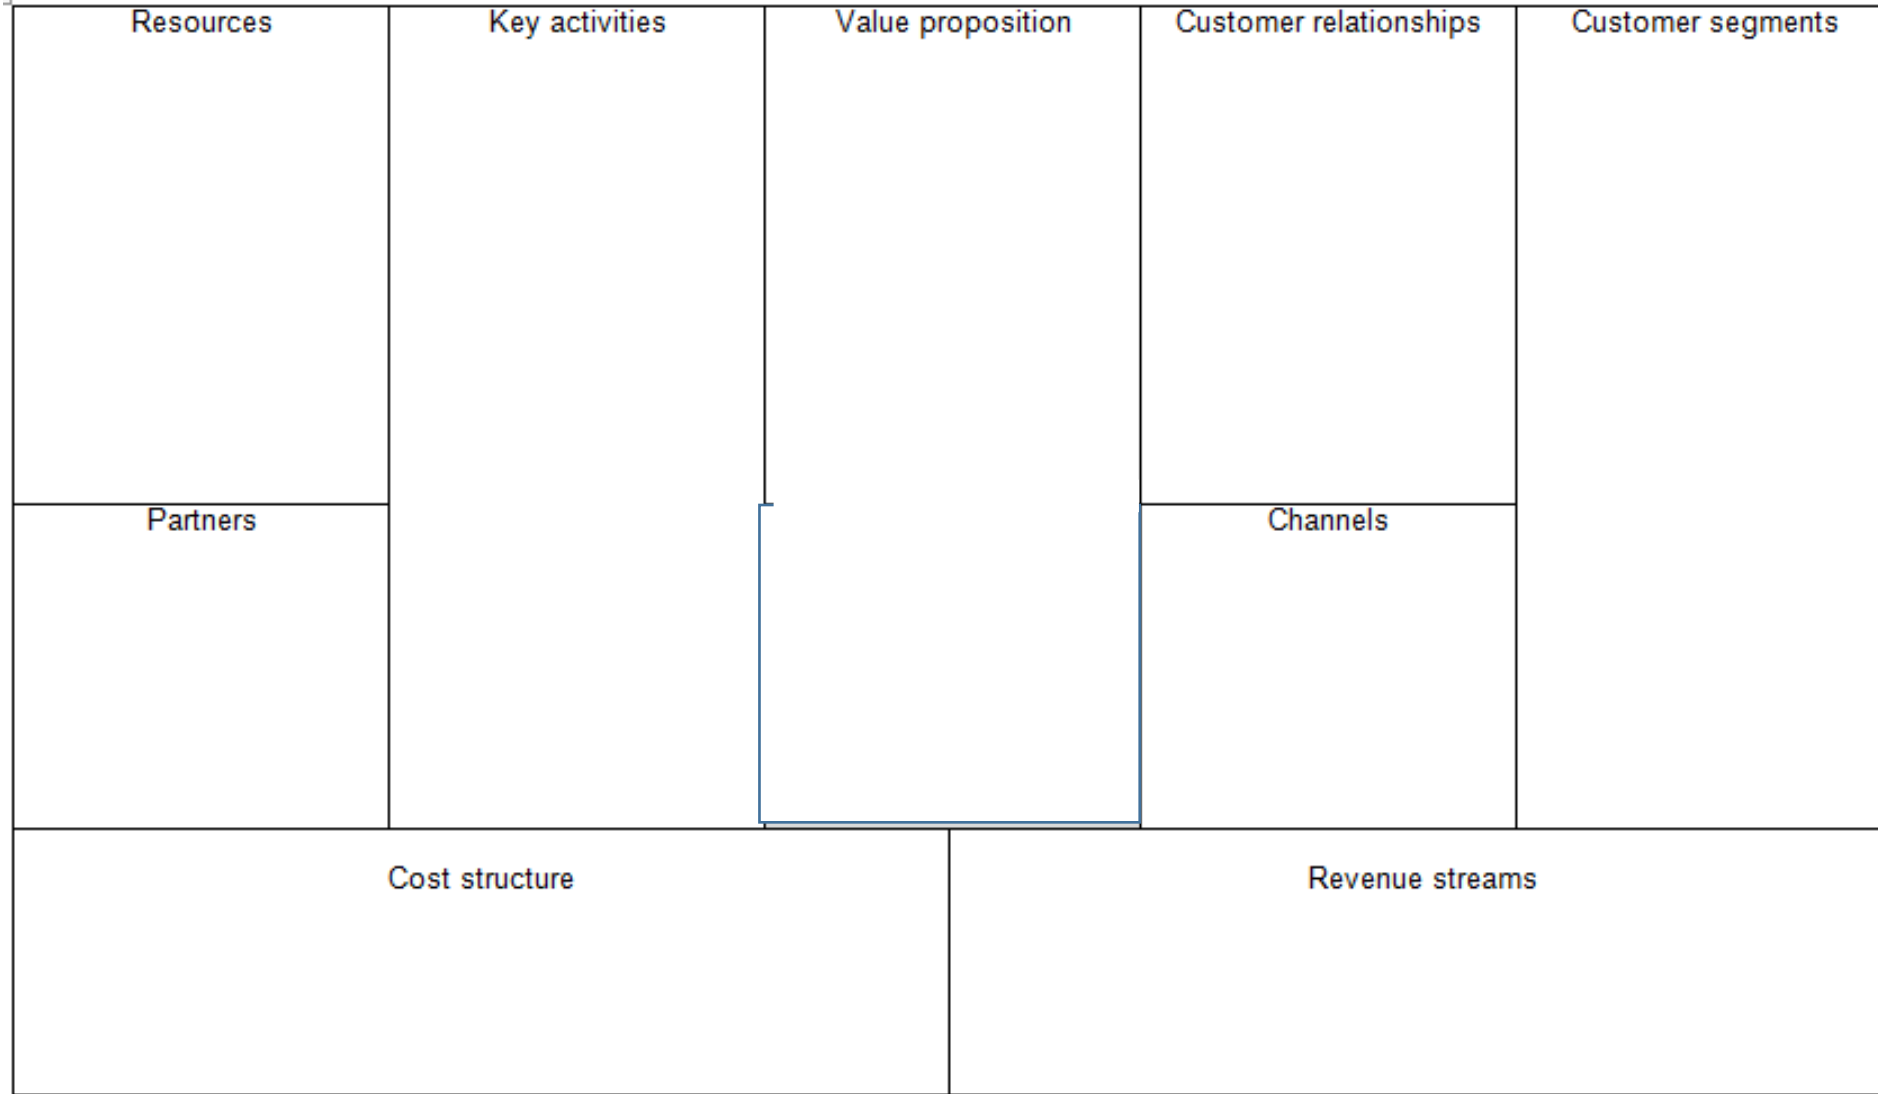 Resources
Key activities
Value proposition
Customer relationships
Customer segments
Partners
Channels
Cost structure
Revenue streams